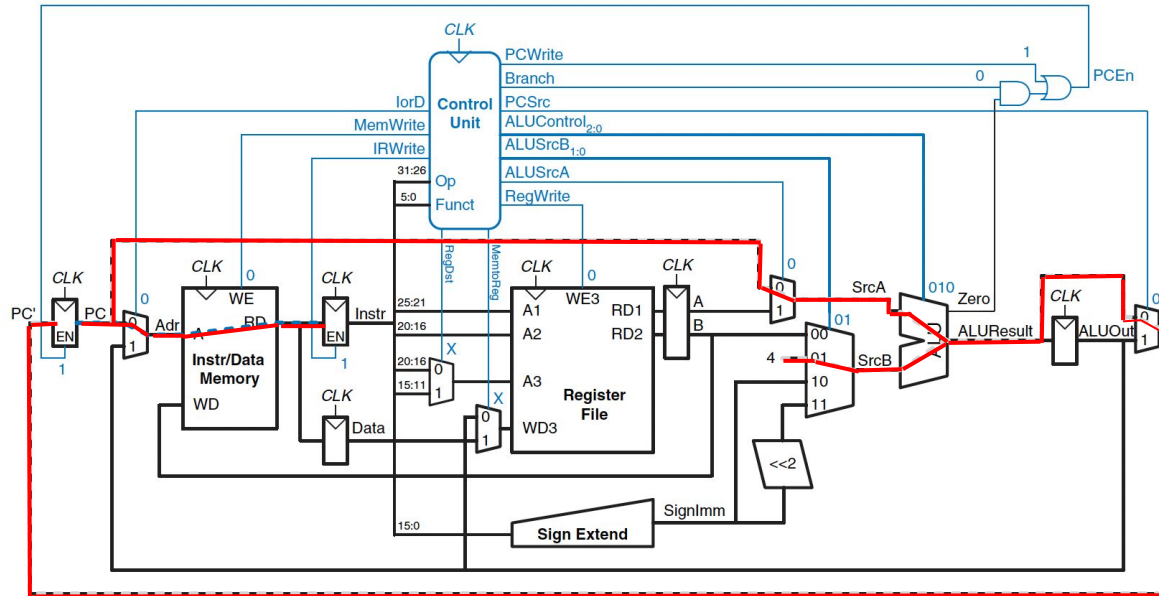 CLK
PCWrite 1
Branch 0 PCEn
IorD Control PCSrc
MemWrite Unit ALUControl2:0
IRWrite ALUSrcB1:0
31:26 Op ALUSrcA
5:0 Funct RegWrite
RegDst MemtoReg
CLK CLK CLK CLK CLK
0 0 0 0 0
PC' PC WE WE3 A 0 SrcA 010 Zero CLK
EN Adr A RD EN Instr 25:21 A1 RD1 B 1 01 ALU ALUResult ALUOut 0
1 1 1 20:16 A2 RD2 00 1
Instr/Data 4 01 SrcB
Memory 20:16 X 0 A3 10
15:11 1 X Register 11
WD CLK File
Data 0 WD3
1 <<2
SignImm
15:0 Sign Extend